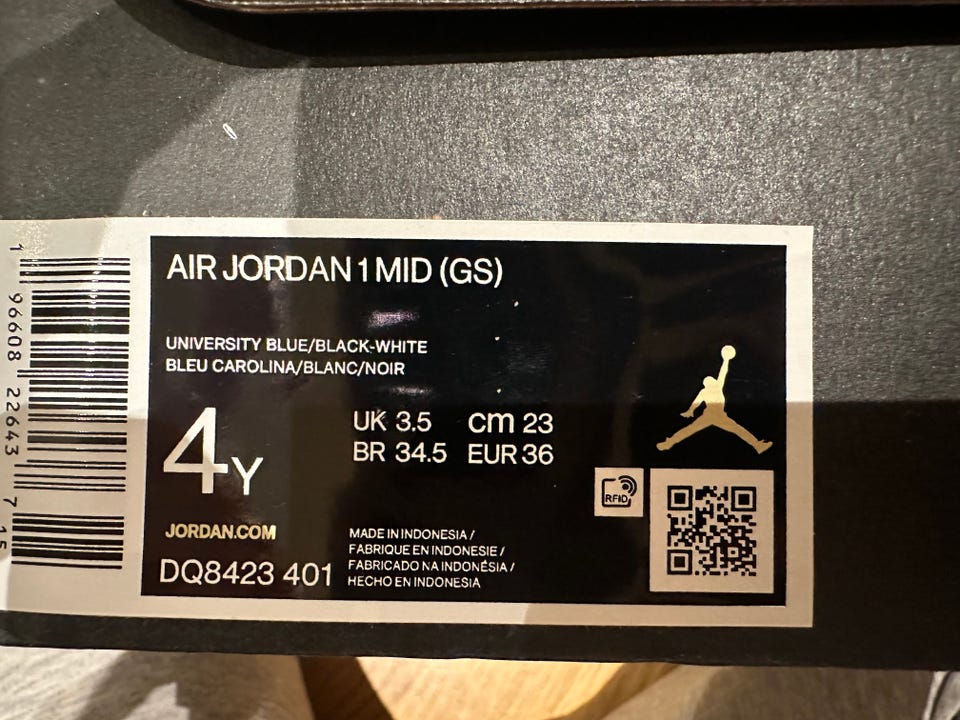 AIR JORDAN 1 MID (GS)
UNIVERSITY BLUE/BLACK-WHITE
BLEU CAROLINA/BLANC/NOIR
4Y
UK 3.5 cm 23
BR 34.5 EUR 36
RFID
JORDAN.COM
DQ8423 401
MADE IN INDONESIA /
FABRIQUE EN INDONESIE /
FABRICADO NA INDONÉSIA /
HECHO EN INDONESIA
1 96608 22643 7 15